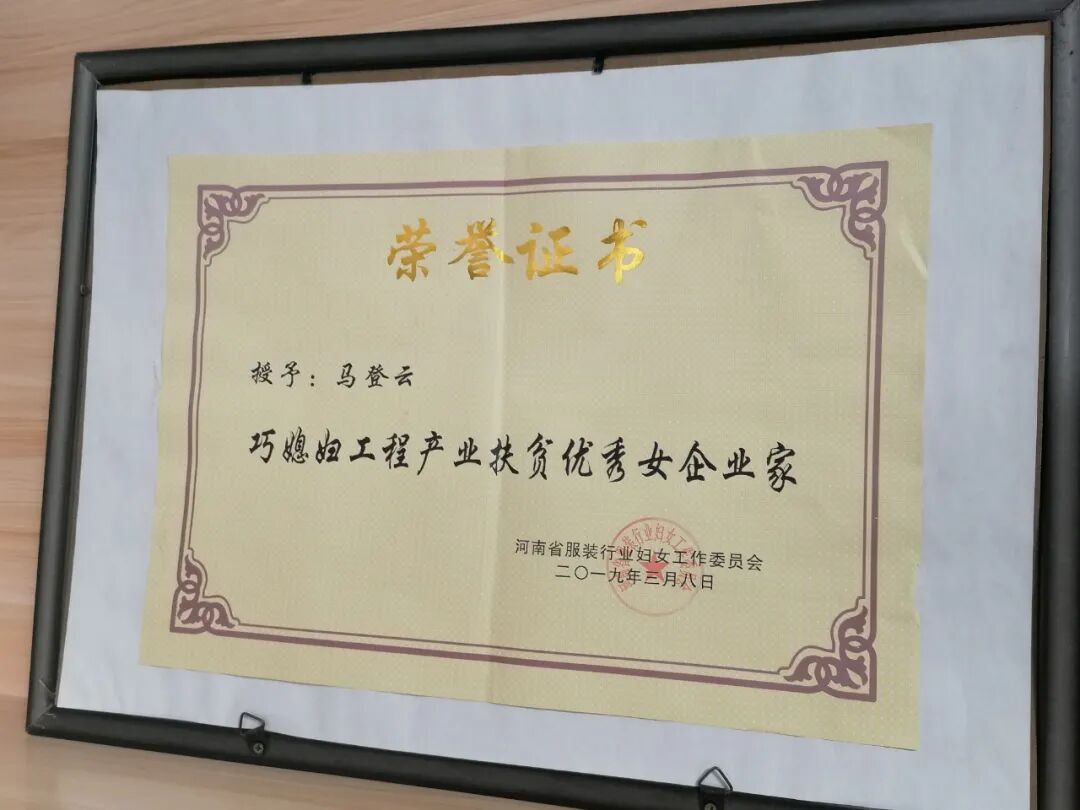 荣誉证书
授予：马登云
巧媳妇工程产业扶贫优秀女企业家
河南省服装行业妇女工作委员会
二〇一九年三月八日